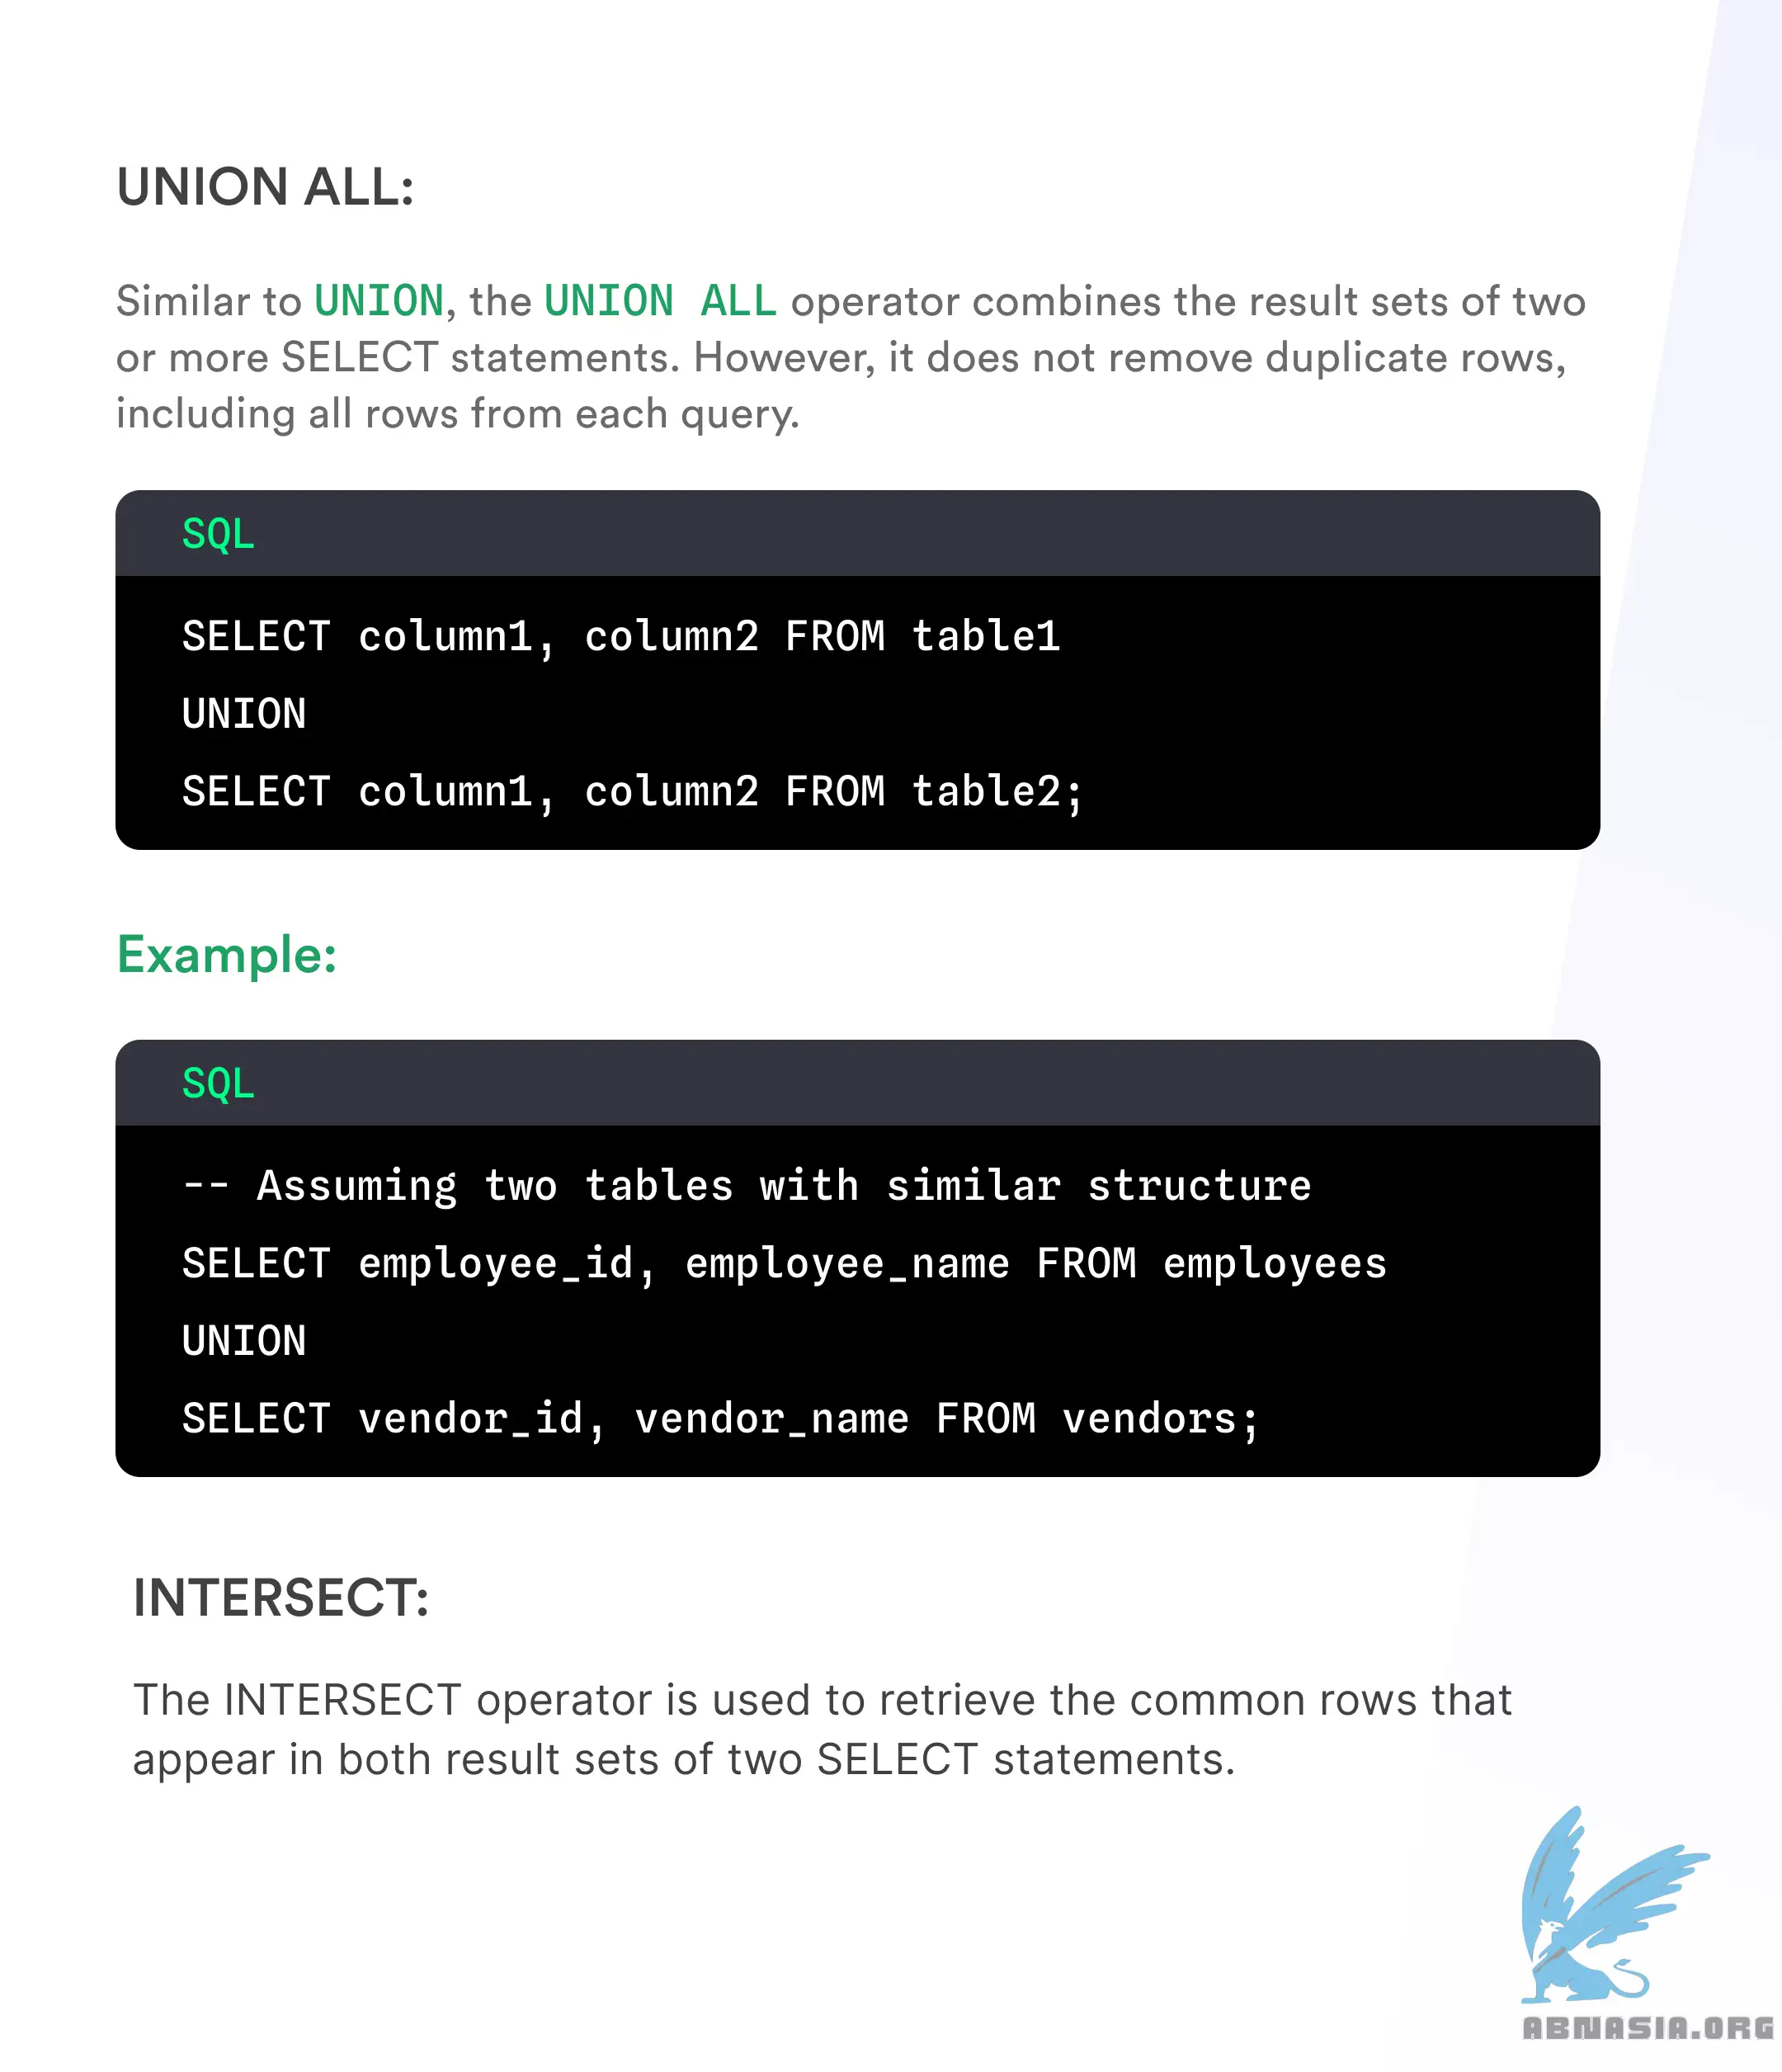 UNION ALL:
Similar to UNION, the UNION ALL operator combines the result sets of two
or more SELECT statements. However, it does not remove duplicate rows,
including all rows from each query.
SQL
SELECT column1, column2 FROM table1
UNION
SELECT column1, column2 FROM table2;
Example:
SQL
-- Assuming two tables with similar structure
SELECT employee_id, employee_name FROM employees
UNION
SELECT vendor_id, vendor_name FROM vendors;
INTERSECT:
The INTERSECT operator is used to retrieve the common rows that
appear in both result sets of two SELECT statements.
ABNASIA.ORG